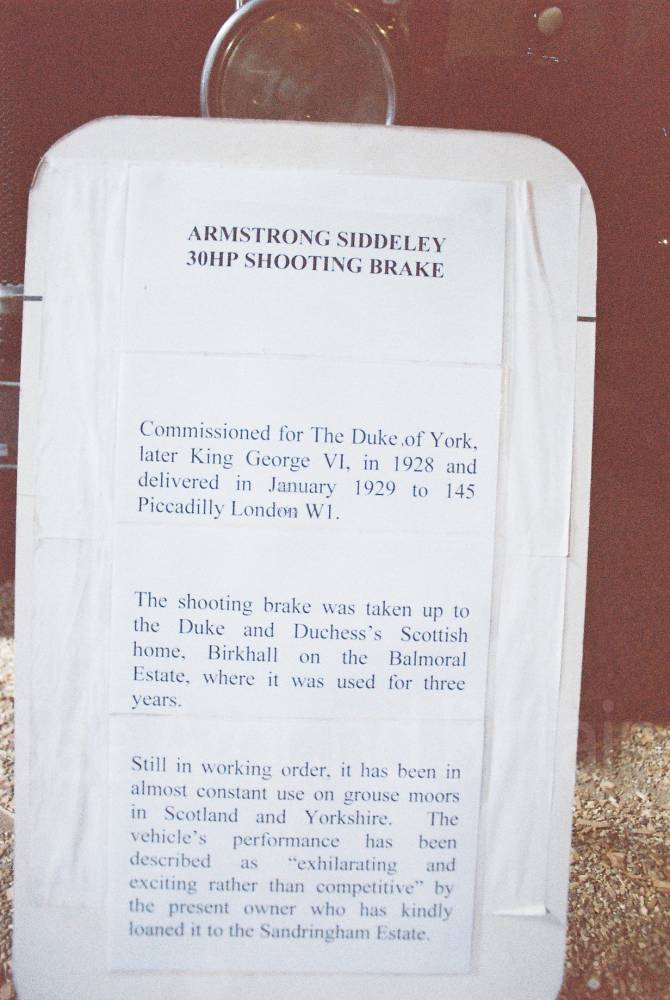 ARMSTRONG SIDDELEY
30HP SHOOTING BRAKE
Commissioned for The Duke of York,
later King George VI, in 1928 and
delivered in January 1929 to 145
Piccadilly London W1.
The shooting brake was taken up to
the Duke and Duchess's Scottish
home, Birkhall on the Balmoral
Estate, where it was used for three
years.
Still in working order, it has been in
almost constant use on grouse moors
in Scotland and Yorkshire. The
vehicle's performance has been
described as "exhilarating and
exciting rather than competitive" by
the present owner who has kindly
loaned it to the Sandringham Estate.